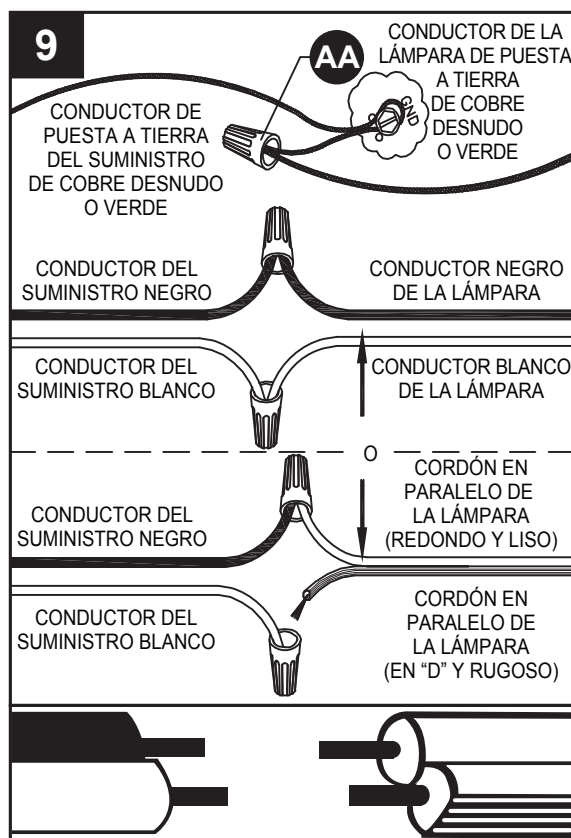 9
AA
CONDUCTOR DE LA
LÁMPARA DE PUESTA
A TIERRA
DE COBRE
DESNUDO
O VERDE
GND
CONDUCTOR DE
PUESTA A TIERRA
DEL SUMINISTRO
DE COBRE DESNUDO
O VERDE
CONDUCTOR DEL
SUMINISTRO NEGRO
CONDUCTOR NEGRO
DE LA LÁMPARA
CONDUCTOR DEL
SUMINISTRO BLANCO
CONDUCTOR BLANCO
DE LA LÁMPARA
O
CONDUCTOR DEL
SUMINISTRO NEGRO
CORDÓN EN
PARALELO DE
LA LÁMPARA
(REDONDO Y LISO)
CONDUCTOR DEL
SUMINISTRO BLANCO
CORDÓN EN
PARALELO DE
LA LÁMPARA
(EN “D” Y RUGOSO)